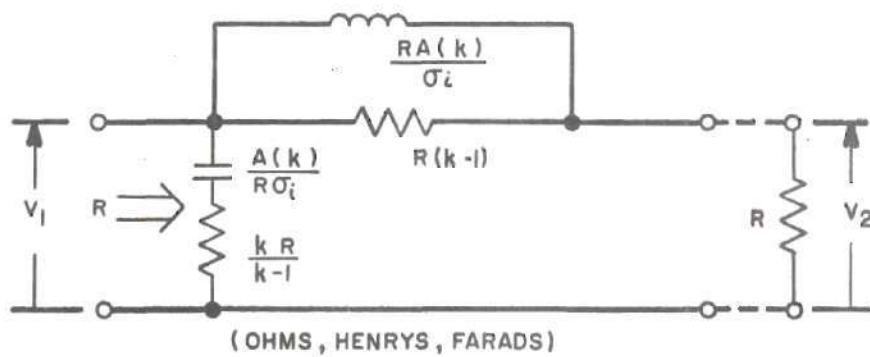 RA(k)
σi
R(k-1)
A(k)
Rσi
V1
R
kR
k-1
R
V2
(OHMS, HENRYS, FARADS)